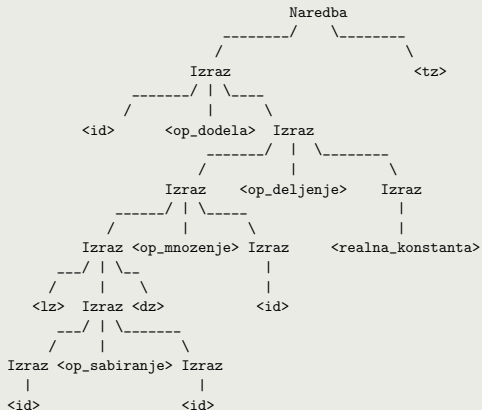 Naredba
Izraz <tz>
<id> <op_dodela> Izraz
Izraz <op_deljenje> Izraz
Izraz <op_mnozenje> Izraz <realna_konstanta>
<lz> Izraz <dz> <id>
Izraz <op_sabiranje> Izraz
<id> <id>